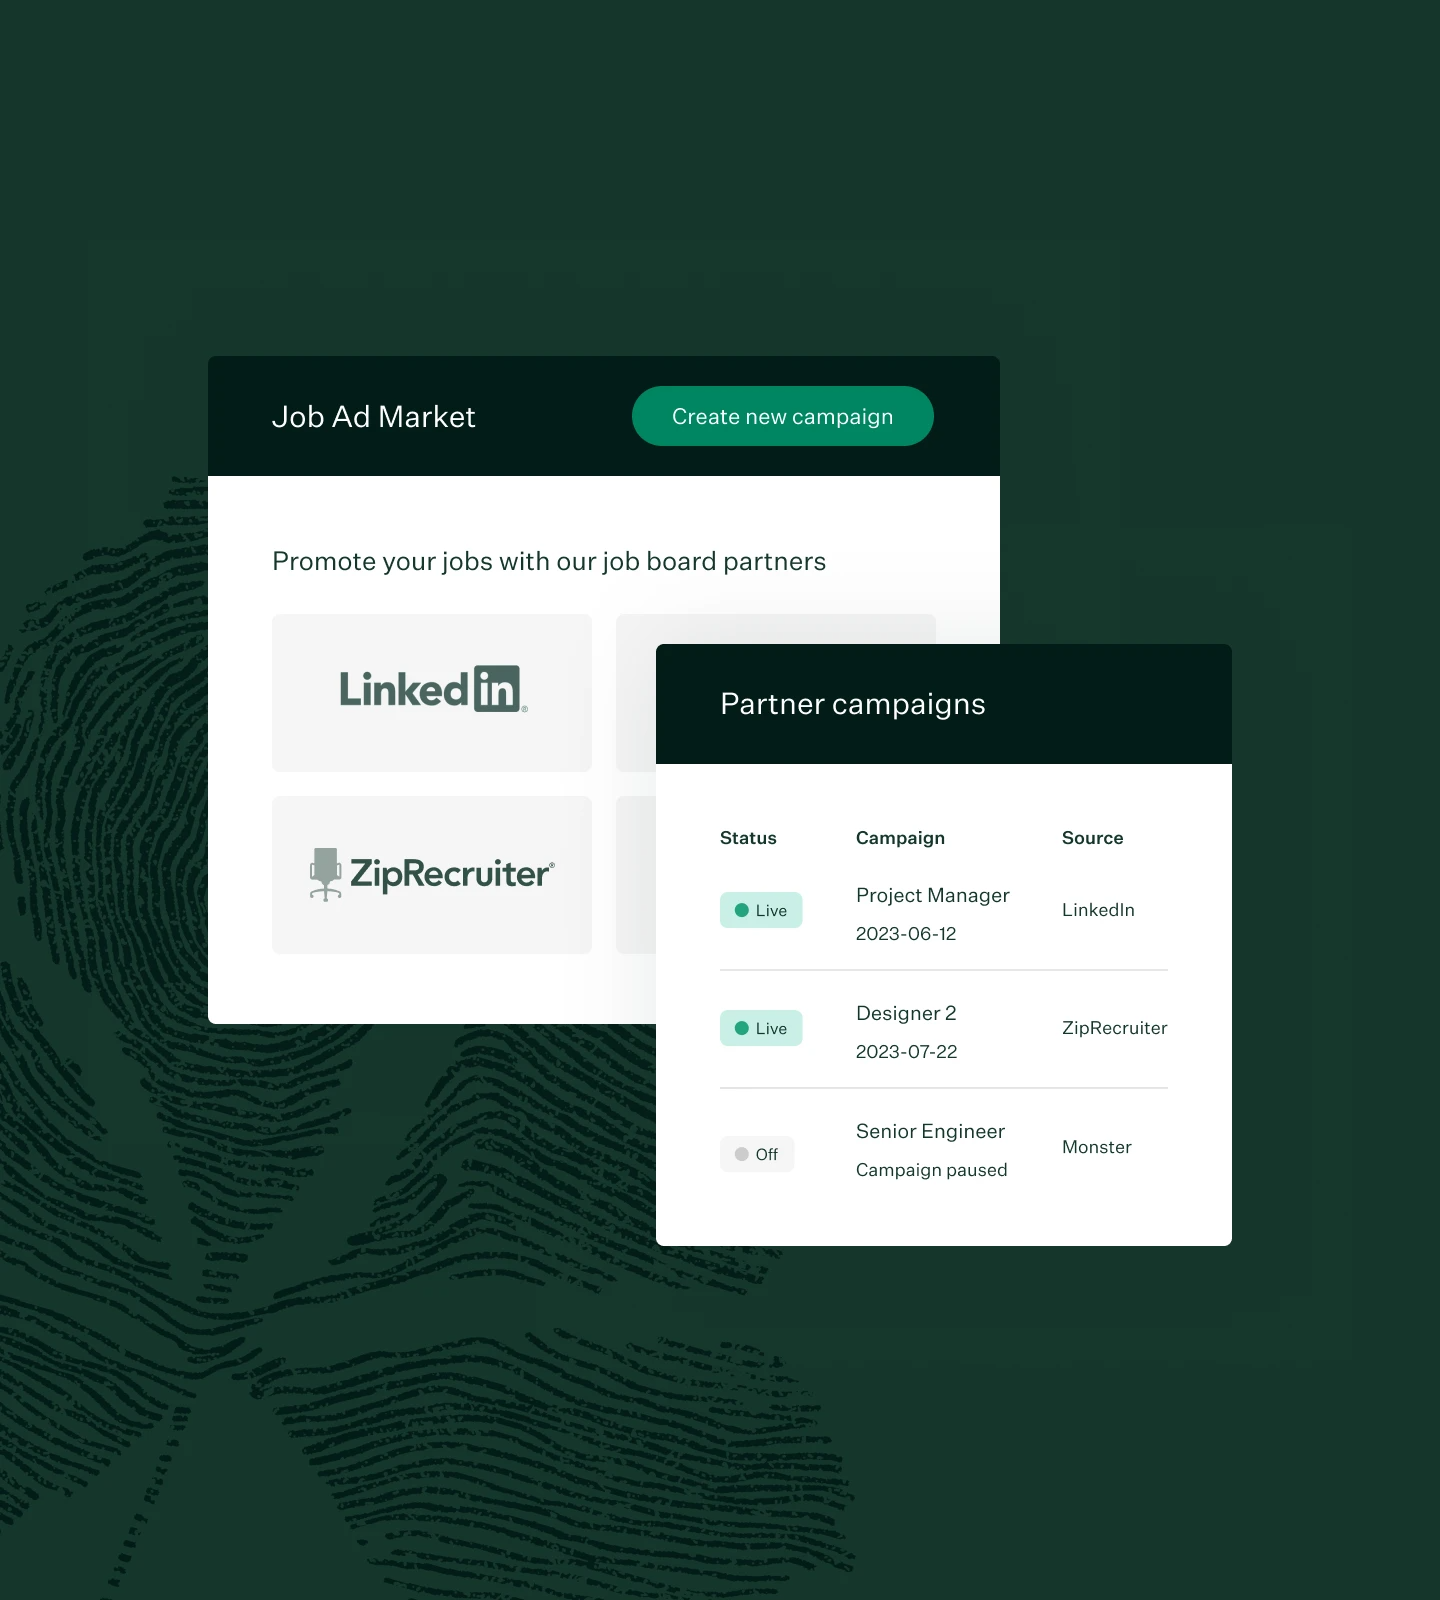 Job Ad Market
Create new campaign
Promote your jobs with our job board partners
Linkedin®
ZipRecruiter®
Partner campaigns
Status Campaign Source
Live Project Manager LinkedIn
2023-06-12
Live Designer 2 ZipRecruiter
2023-07-22
Off Senior Engineer Monster
Campaign paused